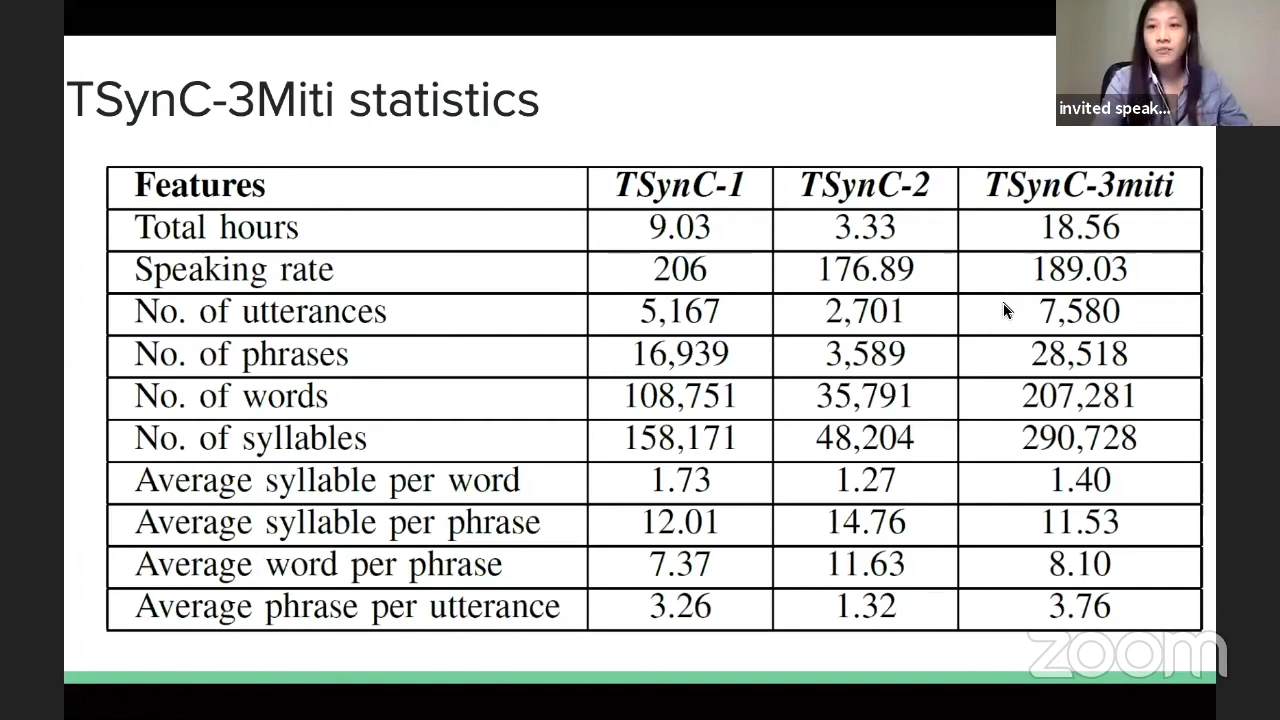 TSynC-3Miti statistics
invited speak...
Features TSynC-1 TSynC-2 TSynC-3miti
Total hours 9.03 3.33 18.56
Speaking rate 206 176.89 189.03
No. of utterances 5,167 2,701 7,580
No. of phrases 16,939 3,589 28,518
No. of words 108,751 35,791 207,281
No. of syllables 158,171 48,204 290,728
Average syllable per word 1.73 1.27 1.40
Average syllable per phrase 12.01 14.76 11.53
Average word per phrase 7.37 11.63 8.10
Average phrase per utterance 3.26 1.32 3.76
zoom